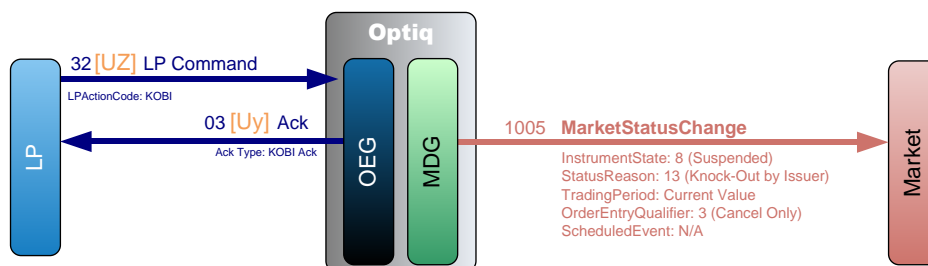 Optiq
32 [UZ] LP Command
LPActionCode: KOBI
03 [Uy] Ack
Ack Type: KOBI Ack
LP
OEG
MDG
1005 MarketStatusChange
InstrumentState: 8 (Suspended)
StatusReason: 13 (Knock-Out by Issuer)
TradingPeriod: Current Value
OrderEntryQualifier: 3 (Cancel Only)
ScheduledEvent: N/A
Market